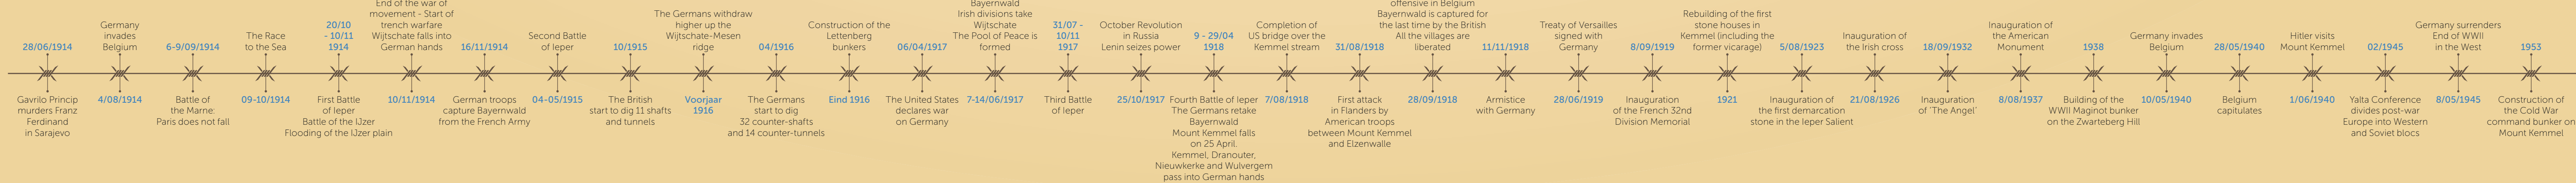 28/06/1914
Gavrilo Princip
murders Franz
Ferdinand
in Sarajevo
Germany
invades
Belgium
4/08/1914
6-9/09/1914
Battle of
the Marne:
Paris does not fall
The Race
to the Sea
09-10/1914
20/10
- 10/11
1914
First Battle
of Ieper
Battle of the IJzer
Flooding of the IJzer plain
End of the war of
movement - Start of
trench warfare
Wijtschate falls into
German hands
10/11/1914
16/11/1914
German troops
capture Bayernwald
from the French Army
Second Battle
of Ieper
04-05/1915
10/1915
The British
start to dig 11 shafts
and tunnels
The Germans withdraw
higher up the
Wijtschate-Mesen
ridge
Voorjaar
1916
04/1916
The Germans
start to dig
32 counter-shafts
and 14 counter-tunnels
Construction of the
Lettenberg
bunkers
Eind 1916
06/04/1917
The United States
declares war
on Germany
Bayernwald
Irish divisions take
Wijtschate
The Pool of Peace is
formed
7-14/06/1917
31/07 -
10/11
1917
Third Battle
of Ieper
October Revolution
in Russia
Lenin seizes power
25/10/1917
9 - 29/04
1918
Fourth Battle of Ieper
The Germans retake
Bayernwald
Mount Kemmel falls
on 25 April.
Kemmel, Dranouter,
Nieuwkerke and Wulvergem
pass into German hands
Completion of
US bridge over the
Kemmel stream
7/08/1918
31/08/1918
First attack
in Flanders by
American troops
between Mount Kemmel
and Elzenwalle
offensive in Belgium
Bayernwald is captured for
the last time by the British
All the villages are
liberated
28/09/1918
11/11/1918
Armistice
with Germany
Treaty of Versailles
signed with
Germany
28/06/1919
8/09/1919
Inauguration
of the French 32nd
Division Memorial
Rebuilding of the first
stone houses in
Kemmel (including the
former vicarage)
1921
5/08/1923
Inauguration of
the first demarcation
stone in the Ieper Salient
Inauguration of
the Irish cross
21/08/1926
18/09/1932
Inauguration
of 'The Angel'
Inauguration of
the American
Monument
8/08/1937
1938
Building of the
WWII Maginot bunker
on the Zwarteberg Hill
Germany invades
Belgium
10/05/1940
28/05/1940
Belgium
capitulates
Hitler visits
Mount Kemmel
1/06/1940
02/1945
Yalta Conference
divides post-war
Europe into Western
and Soviet blocs
Germany surrenders
End of WWII
in the West
8/05/1945
1953
Construction of
the Cold War
command bunker on
Mount Kemmel